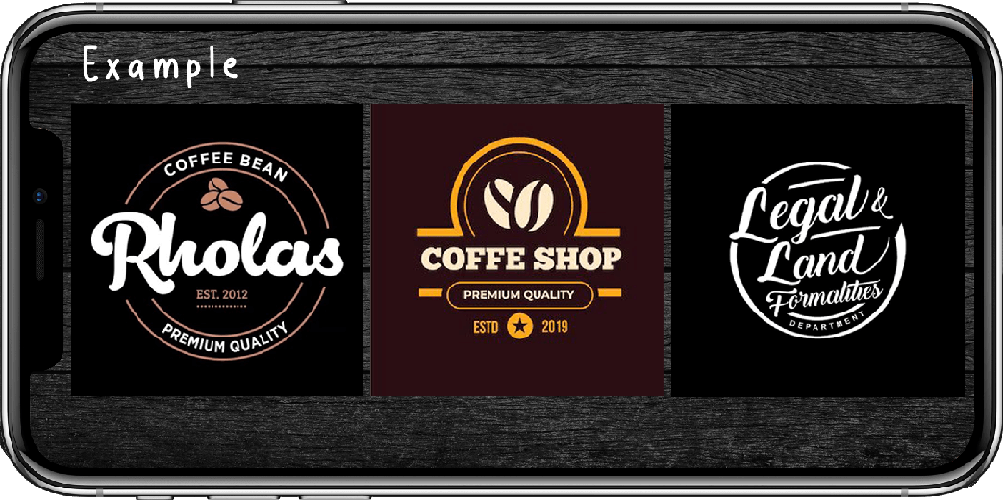 Example
COFFEE BEAN
Rholas
EST. 2012
PREMIUM QUALITY
COFFE SHOP
PREMIUM QUALITY
ESTD 2019
Legal &
Land
Formalities
DEPARTMENT